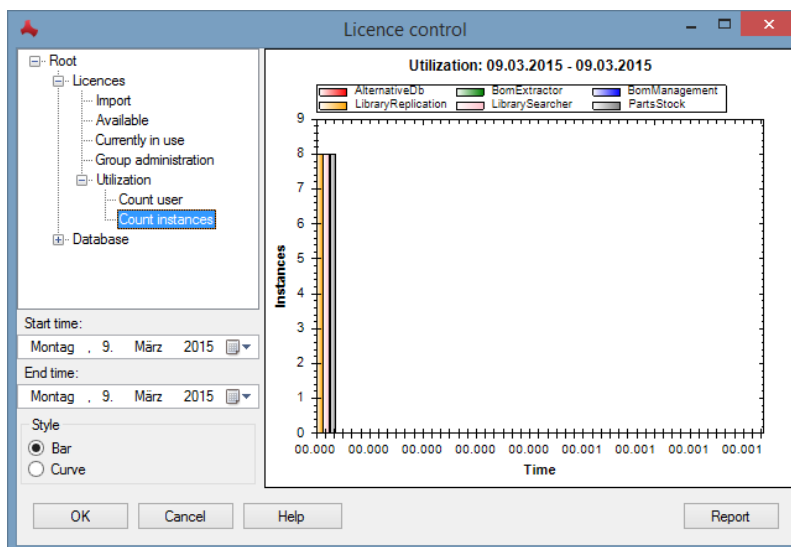 Licence control
Root
Licences
Import
Available
Currently in use
Group administration
Utilization
Count user
Count instances
Database
Start time:
Montag , 9. März 2015
End time:
Montag , 9. März 2015
Style
Bar
Curve
Utilization: 09.03.2015 - 09.03.2015
AlternativeDb BomExtractor BomManagement
LibraryReplication LibrarySearcher PartsStock
Instances
9
8
7
6
5
4
3
2
1
0
00.000 00.000 00.000 00.000 00.000 00.001 00.001 00.001 00.001
Time
OK Cancel Help Report